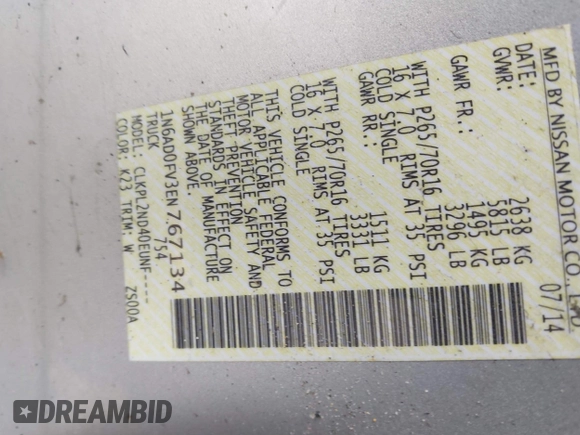 MFD BY NISSAN MOTOR CO., LTD.
DATE: 07/14
GVWR: 2638 KG
5815 LB
GAWR FR.: 1495 KG
3296 LB
WITH P265/70R16 TIRES
16 X 7.0 RIMS AT 35 PSI
COLD SINGLE
GAWR RR.: 1511 KG
3331 LB
WITH P265/70R16 TIRES
16 X 7.0 RIMS AT 35 PSI
COLD SINGLE
THIS VEHICLE CONFORMS TO
ALL APPLICABLE FEDERAL
MOTOR VEHICLE SAFETY AND
THEFT PREVENTION
STANDARDS IN EFFECT ON
THE DATE OF MANUFACTURE
SHOWN ABOVE.
1N6AD0FV3EN767134
TRUCK 754
MODEL: CLKPL2ND40EUNF----
COLOR: K23 TRIM: W ZS00A
DREAMBID